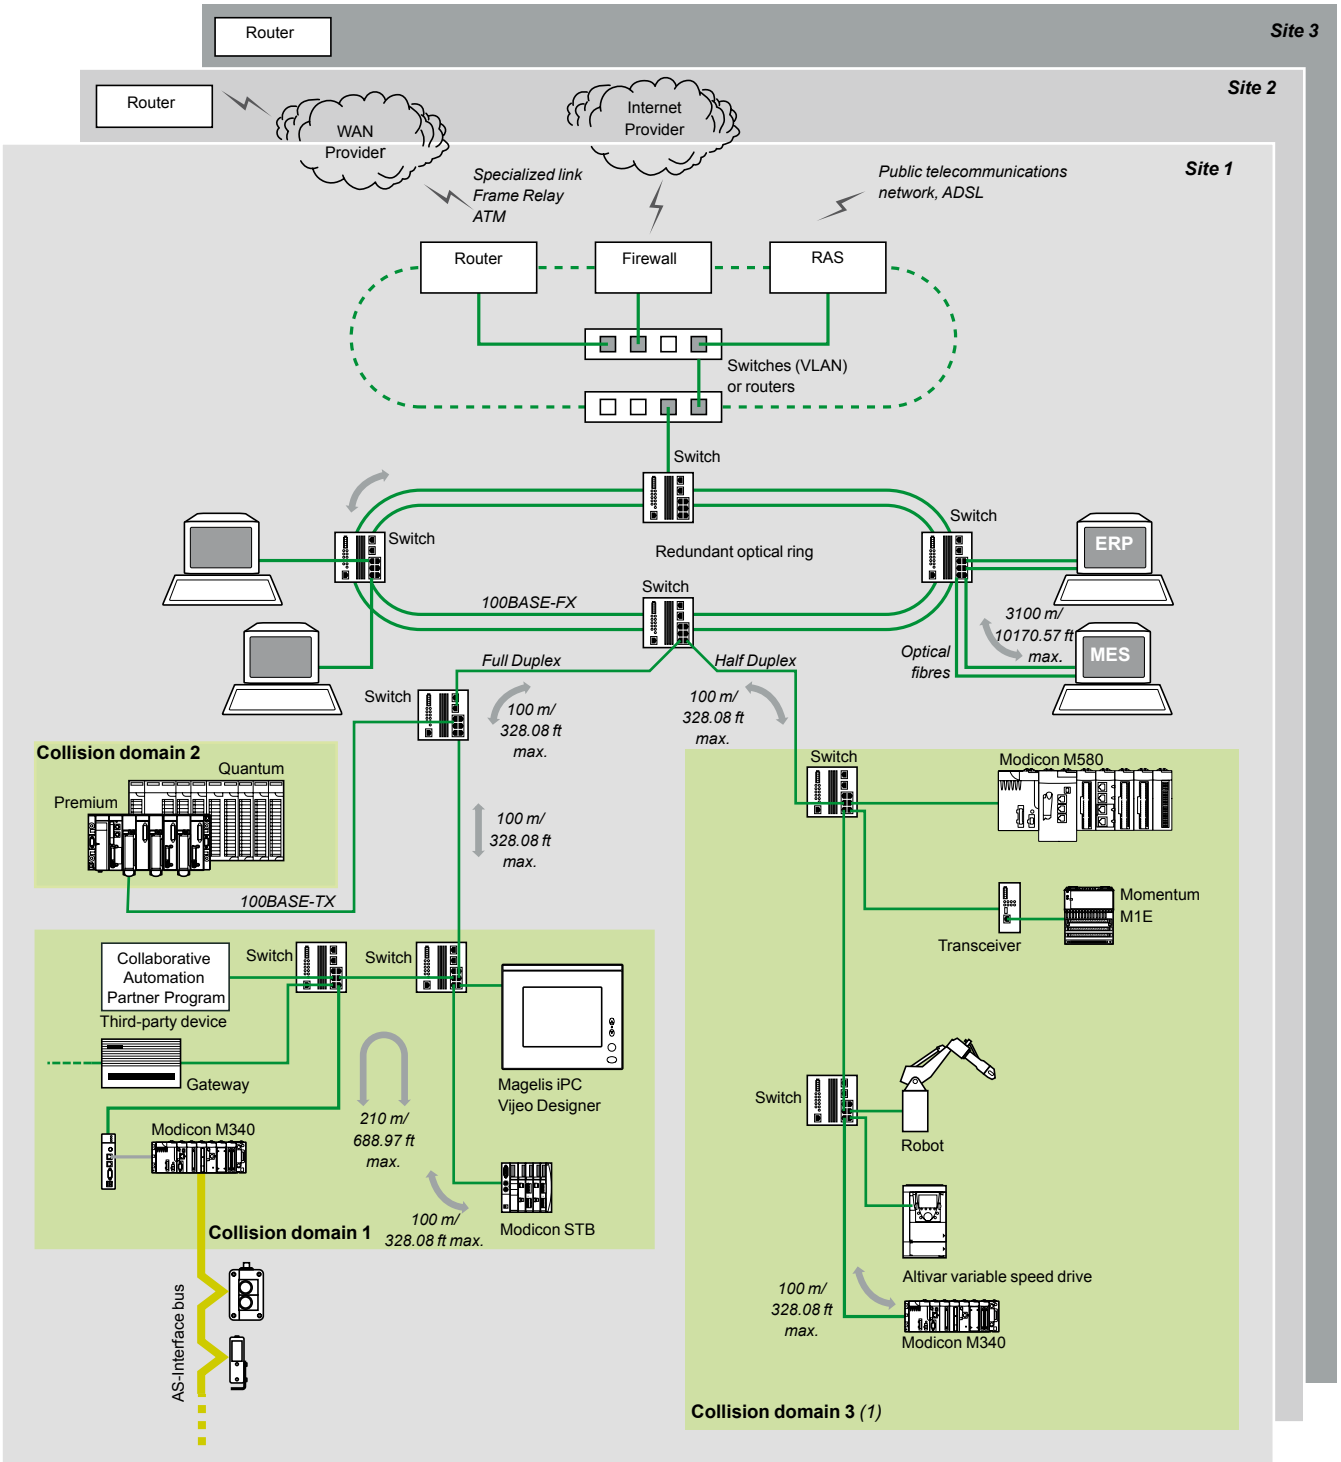 Router
Site 3
Router
Site 2
WAN
Provider
Internet
Provider
Site 1
Specialized link
Frame Relay
ATM
Public telecommunications
network, ADSL
Router
Firewall
RAS
Switches (VLAN)
or routers
Switch
Switch
Switch
ERP
Redundant optical ring
Switch
100BASE-FX
3100 m/
10170.57 ft
max.
Optical
fibres
MES
Full Duplex
Half Duplex
Switch
100 m/
328.08 ft
max.
100 m/
328.08 ft
max.
Collision domain 2
Quantum
Premium
100 m/
328.08 ft
max.
100BASE-TX
Switch
Modicon M580
Momentum
M1E
Transceiver
Collaborative
Automation
Partner Program
Third-party device
Switch
Switch
Gateway
Magelis iPC
Vijeo Designer
210 m/
688.97 ft
max.
Modicon M340
100 m/
328.08 ft max.
Modicon STB
Collision domain 1
AS-Interface bus
Switch
Robot
Altivar variable speed drive
100 m/
328.08 ft
max.
Modicon M340
Collision domain 3 (1)